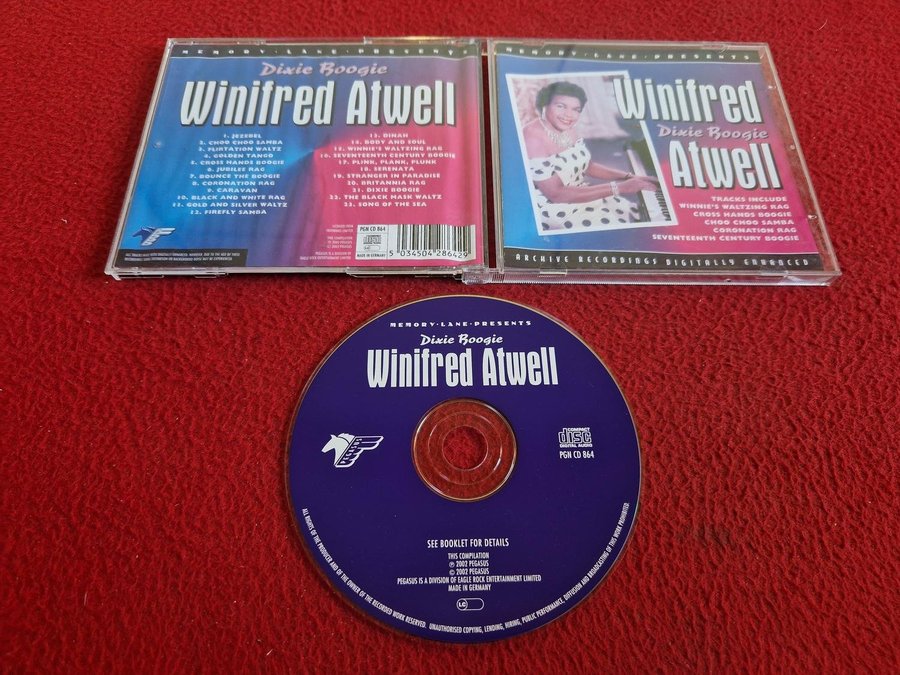 MEMORY·LANE·PRESENTS
Dixie Boogie
Winifred Atwell
1. JEZEBEL
2. CHOO CHOO SAMBA
3. FLIRTATION WALTZ
4. GOLDEN TANGO
5. CROSS HANDS BOOGIE
6. JUBILEE RAG
7. BOUNCE THE BOOGIE
8. CORONATION RAG
9. CARAVAN
10. BLACK AND WHITE RAG
11. GOLD AND SILVER WALTZ
12. FIREFLY SAMBA
13. DINAH
14. BODY AND SOUL
15. WINNIE'S WALTZING RAG
16. SEVENTEENTH CENTURY BOOGIE
17. PLINK, PLANK, PLUNK
18. SERENATA
19. STRANGER IN PARADISE
20. BRITANNIA RAG
21. DIXIE BOOGIE
22. THE BLACK MASK WALTZ
23. SONG OF THE SEA
PGN CD 864
THIS COMPILATION
℗ 2002 PEGASUS
© 2002 PEGASUS
MADE IN GERMANY
5 034504 286429
MEMORY·LANE·PRESENTS
Winifred
Dixie Boogie
Atwell
TRACKS INCLUDE
WINNIE'S WALTZING RAG
CROSS HANDS BOOGIE
CHOO CHOO SAMBA
CORONATION RAG
SEVENTEENTH CENTURY BOOGIE
ARCHIVE RECORDINGS DIGITALLY ENHANCED
MEMORY·LANE·PRESENTS
Dixie Boogie
Winifred Atwell
PEGASUS
COMPACT
disc
DIGITAL AUDIO
PGN CD 864
SEE BOOKLET FOR DETAILS
THIS COMPILATION
℗ 2002 PEGASUS
© 2002 PEGASUS
PEGASUS IS A DIVISION OF EAGLE ROCK ENTERTAINMENT LIMITED
MADE IN GERMANY
LC
ALL RIGHTS OF THE PRODUCER AND OF THE OWNER OF THE RECORDED WORK RESERVED. UNAUTHORISED COPYING, LENDING, HIRING, PUBLIC PERFORMANCE, DIFFUSION AND BROADCASTING OF THIS WORK PROHIBITED.